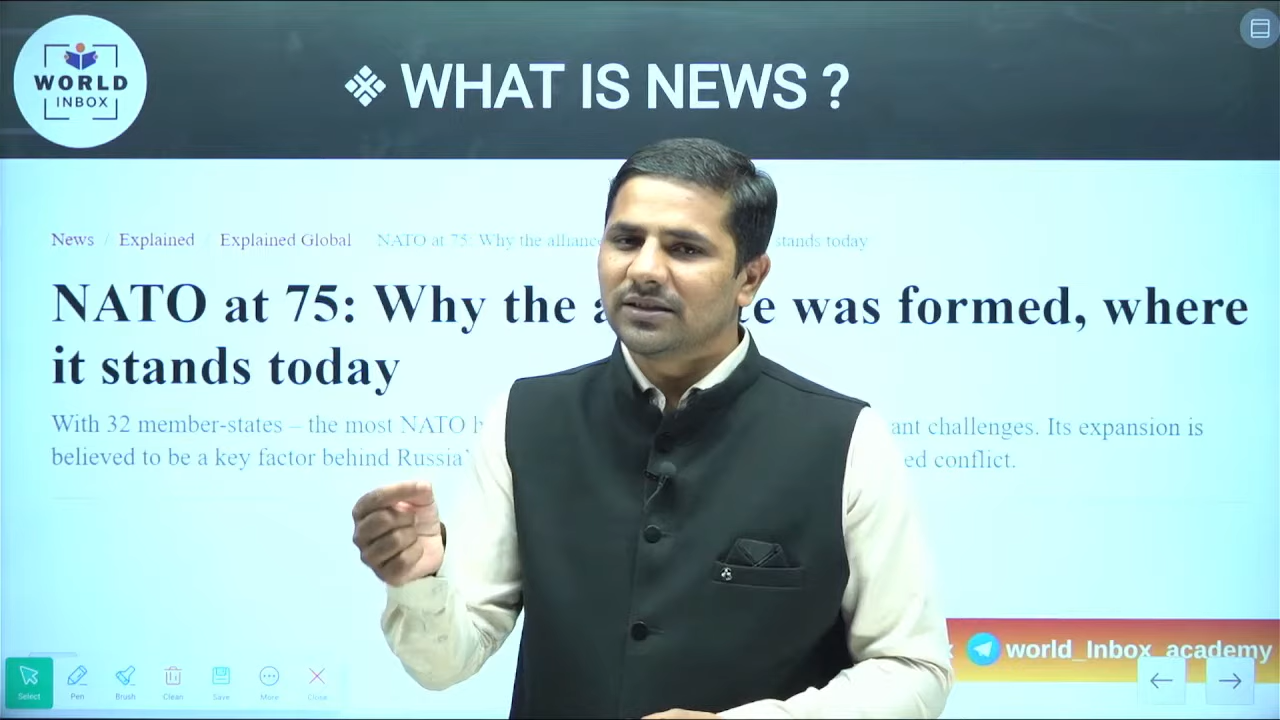 WORLD
INBOX
WHAT IS NEWS ?
News / Explained / Explained Global NATO at 75: Why the alliance stands today
NATO at 75: Why the a e was formed, where
it stands today
With 32 member-states – the most NATO ant challenges. Its expansion is
believed to be a key factor behind Russia' ed conflict.
world_Inbox_academy
Select Pen Brush Clean Save More Close